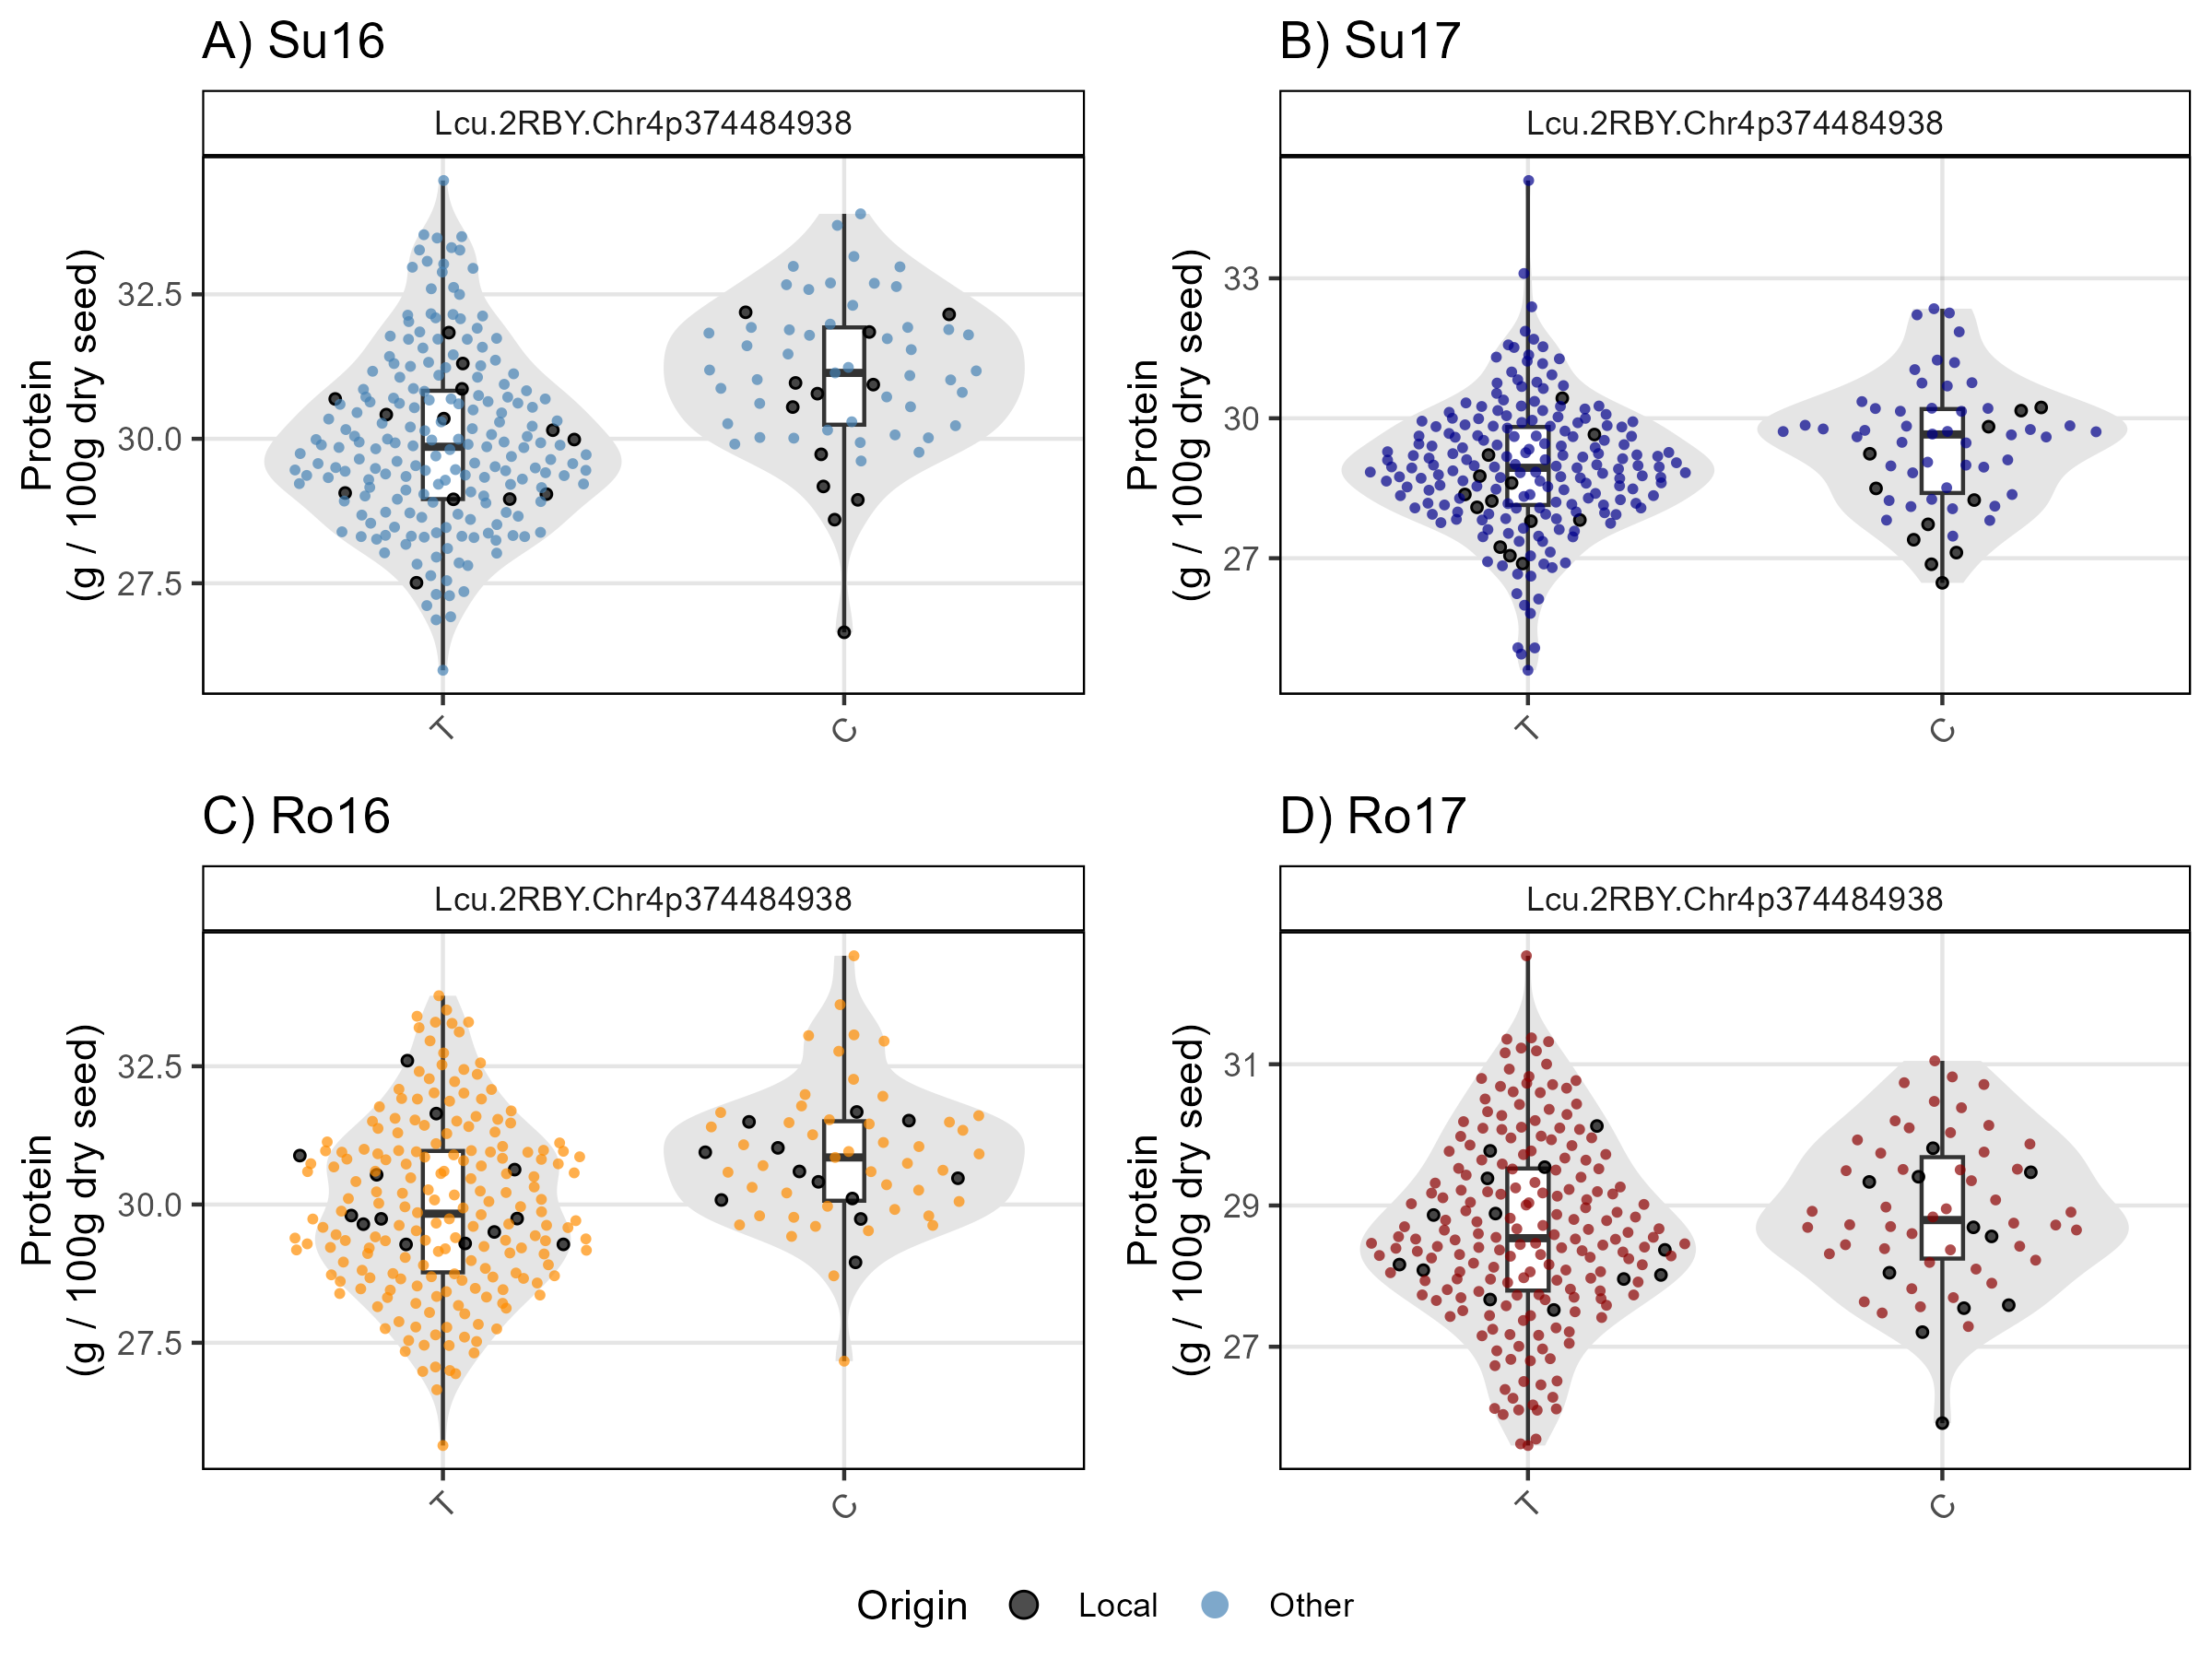 A) Su16
Lcu.2RBY.Chr4p374484938
Protein
(g / 100g dry seed)
32.5
30.0
27.5
T
C
B) Su17
Lcu.2RBY.Chr4p374484938
Protein
(g / 100g dry seed)
33
30
27
T
C
C) Ro16
Lcu.2RBY.Chr4p374484938
Protein
(g / 100g dry seed)
32.5
30.0
27.5
T
C
D) Ro17
Lcu.2RBY.Chr4p374484938
Protein
(g / 100g dry seed)
31
29
27
T
C
Origin Local Other